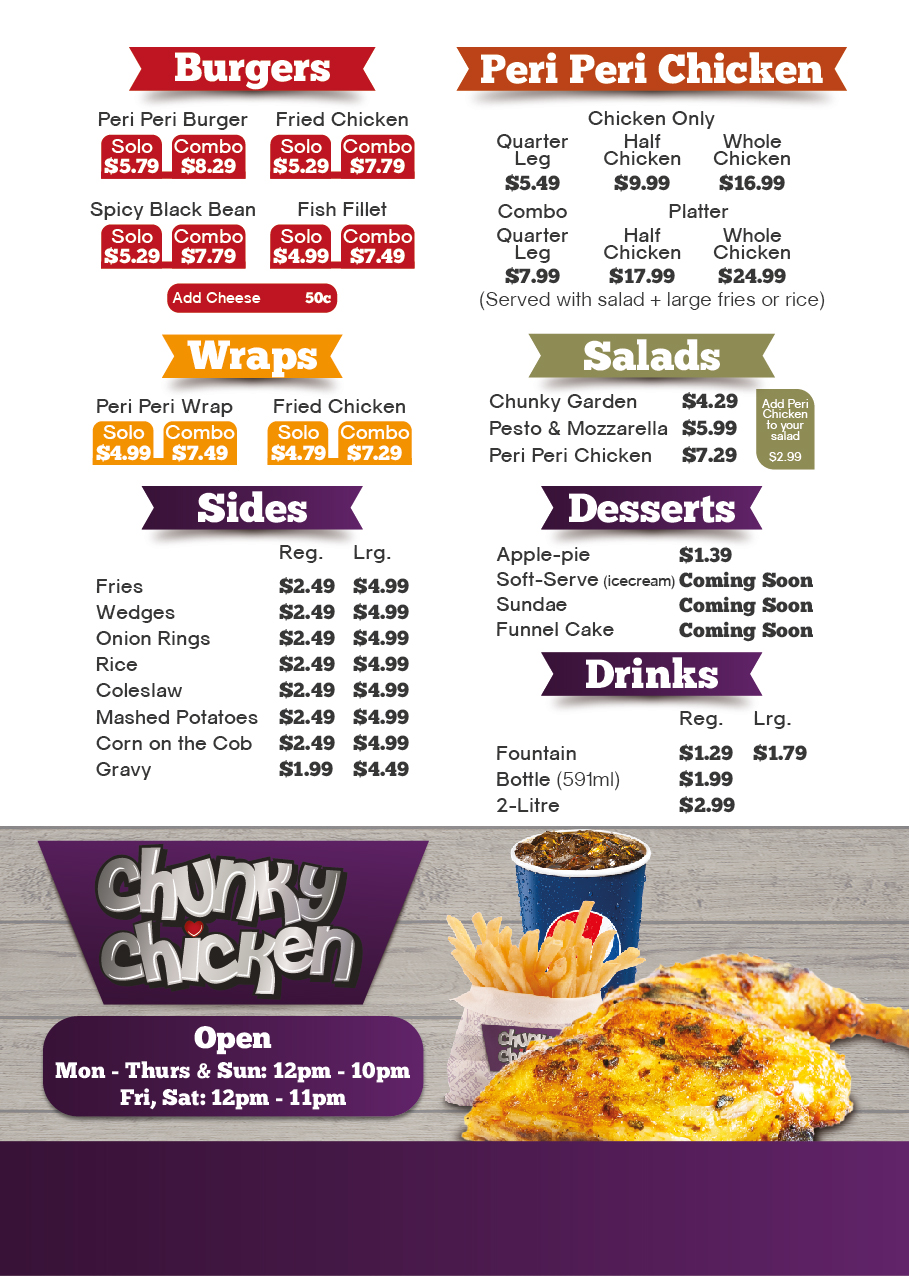 Burgers
Peri Peri Burger Fried Chicken
Solo Combo Solo Combo
$5.79 $8.29 $5.29 $7.79
Spicy Black Bean Fish Fillet
Solo Combo Solo Combo
$5.29 $7.79 $4.99 $7.49
Add Cheese 50c
Wraps
Peri Peri Wrap Fried Chicken
Solo Combo Solo Combo
$4.99 $7.49 $4.79 $7.29
Sides
Reg. Lrg.
Fries $2.49 $4.99
Wedges $2.49 $4.99
Onion Rings $2.49 $4.99
Rice $2.49 $4.99
Coleslaw $2.49 $4.99
Mashed Potatoes $2.49 $4.99
Corn on the Cob $2.49 $4.99
Gravy $1.99 $4.49
Peri Peri Chicken
Chicken Only
Quarter Half Whole
Leg Chicken Chicken
$5.49 $9.99 $16.99
Combo Platter
Quarter Half Whole
Leg Chicken Chicken
$7.99 $17.99 $24.99
(Served with salad + large fries or rice)
Salads
Chunky Garden $4.29
Pesto & Mozzarella $5.99
Peri Peri Chicken $7.29
Add Peri
Chicken
to your
salad
$2.99
Desserts
Apple-pie $1.39
Soft-Serve (icecream) Coming Soon
Sundae Coming Soon
Funnel Cake Coming Soon
Drinks
Reg. Lrg.
Fountain $1.29 $1.79
Bottle (591ml) $1.99
2-Litre $2.99
chunky
chicken
Open
Mon - Thurs & Sun: 12pm - 10pm
Fri, Sat: 12pm - 11pm